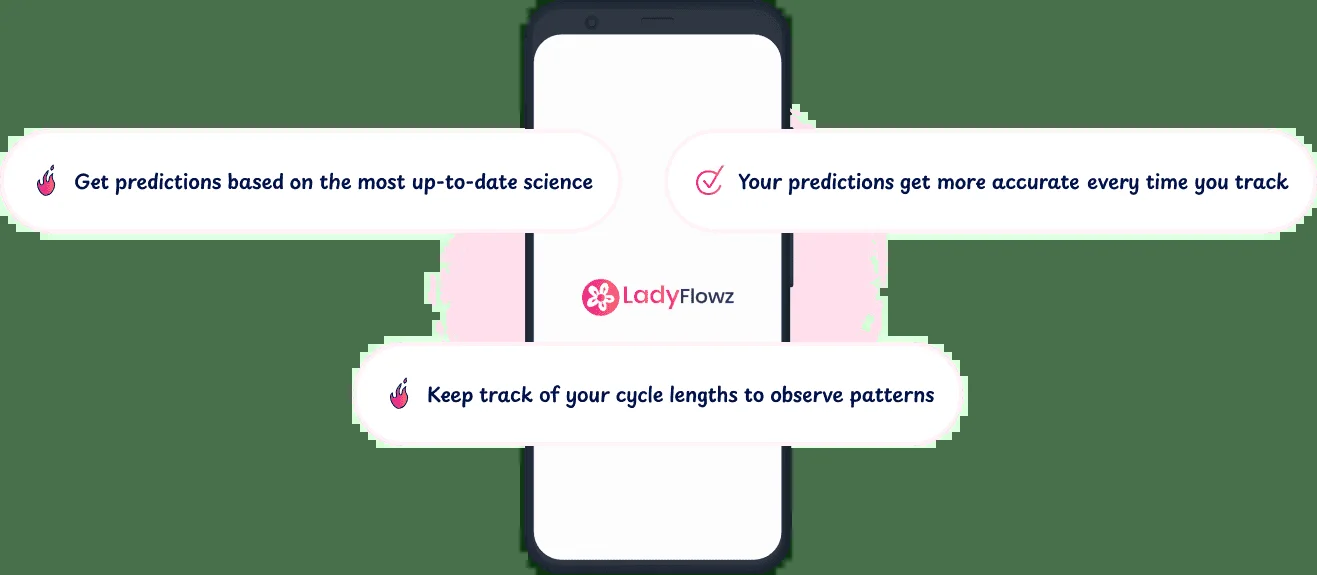 Get predictions based on the most up-to-date science
Your predictions get more accurate every time you track
LadyFlowz
Keep track of your cycle lengths to observe patterns